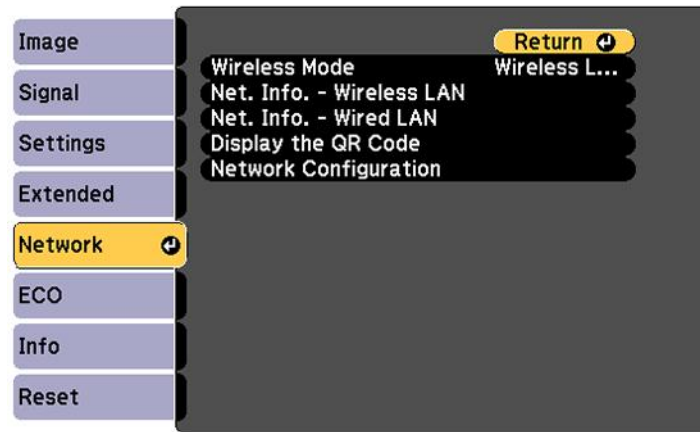 Image
Signal
Settings
Extended
Network
ECO
Info
Reset
Return
Wireless Mode Wireless L...
Net. Info. - Wireless LAN
Net. Info. - Wired LAN
Display the QR Code
Network Configuration